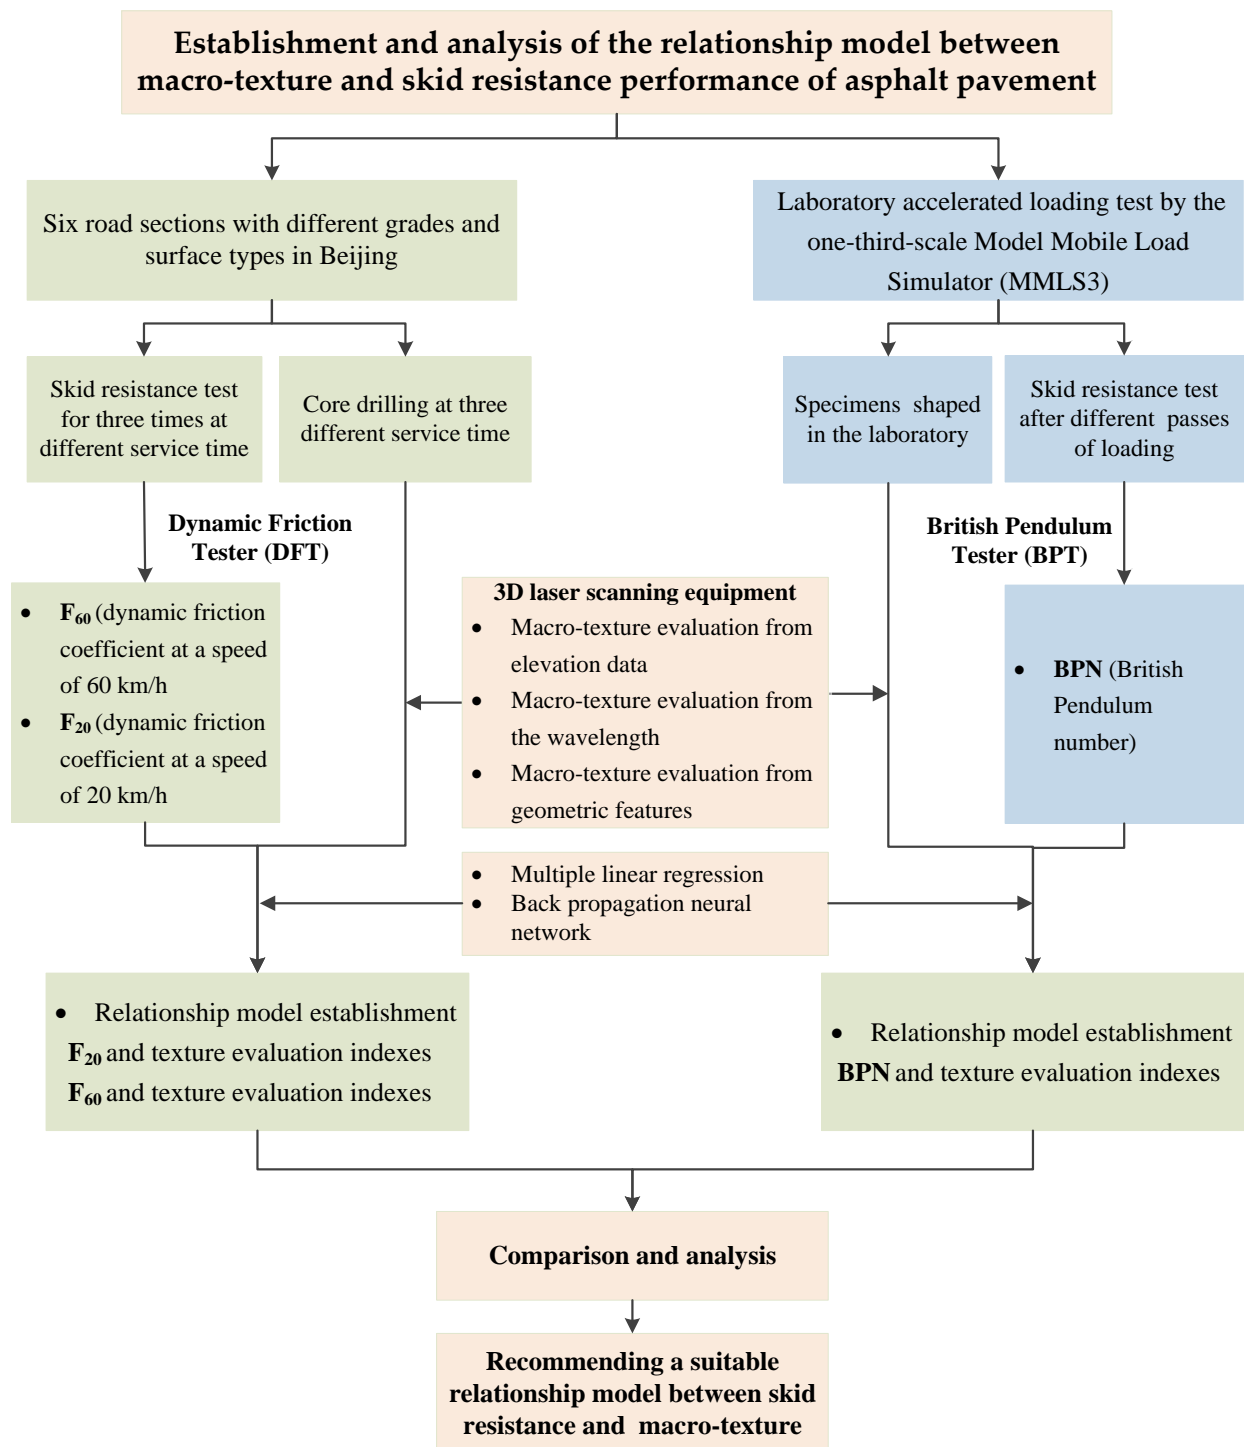 Establishment and analysis of the relationship model between
macro-texture and skid resistance performance of asphalt pavement
Six road sections with different grades and
surface types in Beijing
Laboratory accelerated loading test by the
one-third-scale Model Mobile Load
Simulator (MMLS3)
Skid resistance test
for three times at
different service time
Core drilling at three
different service time
Specimens shaped
in the laboratory
Skid resistance test
after different passes
of loading
Dynamic Friction
Tester (DFT)
British Pendulum
Tester (BPT)
• F60 (dynamic friction
coefficient at a speed
of 60 km/h
• F20 (dynamic friction
coefficient at a speed
of 20 km/h
3D laser scanning equipment
• Macro-texture evaluation from
elevation data
• Macro-texture evaluation from
the wavelength
• Macro-texture evaluation from
geometric features
• BPN (British
Pendulum
number)
• Multiple linear regression
• Back propagation neural
network
• Relationship model establishment
F20 and texture evaluation indexes
F60 and texture evaluation indexes
• Relationship model establishment
BPN and texture evaluation indexes
Comparison and analysis
Recommending a suitable
relationship model between skid
resistance and macro-texture